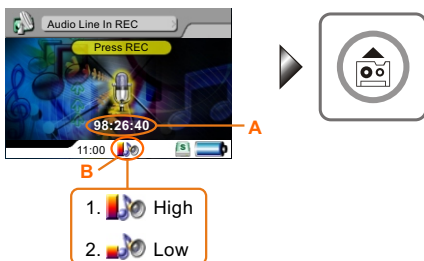 Audio Line In REC
Press REC
98:26:40
A
11:00
S
B
1. High
2. Low